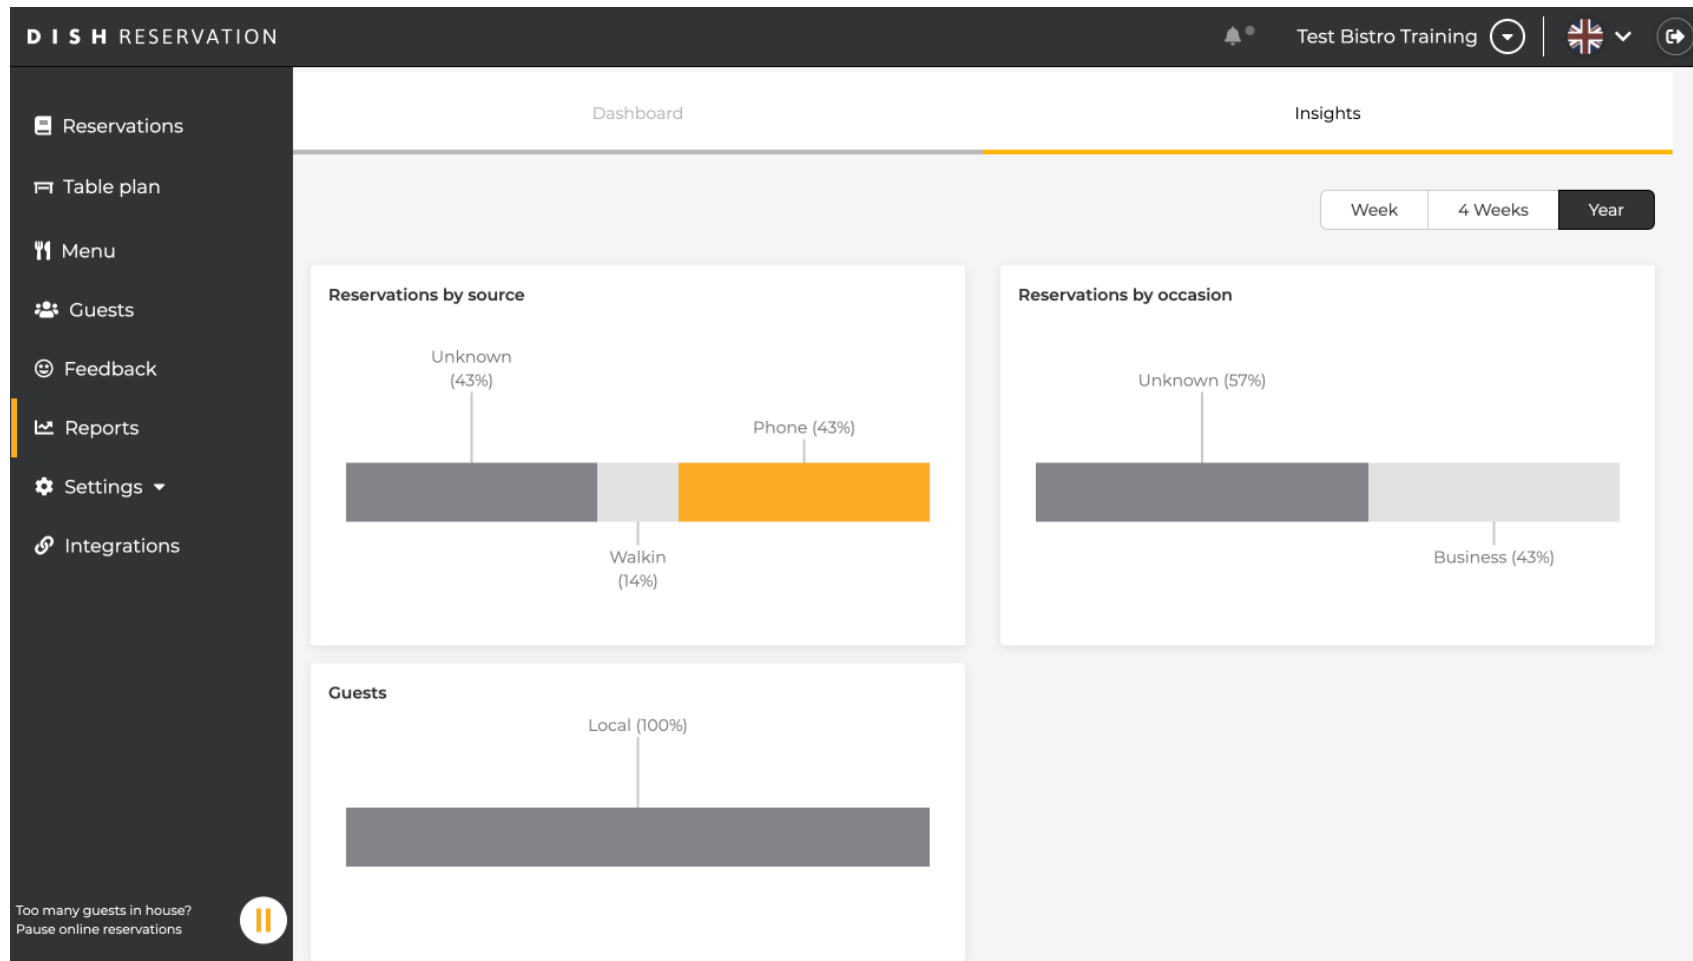 DISH RESERVATION
Test Bistro Training
Reservations
Table plan
Menu
Guests
Feedback
Reports
Settings
Integrations
Too many guests in house?
Pause online reservations
Dashboard
Insights
Week
4 Weeks
Year
Reservations by source
Unknown
(43%)
Phone (43%)
Walkin
(14%)
Reservations by occasion
Unknown (57%)
Business (43%)
Guests
Local (100%)